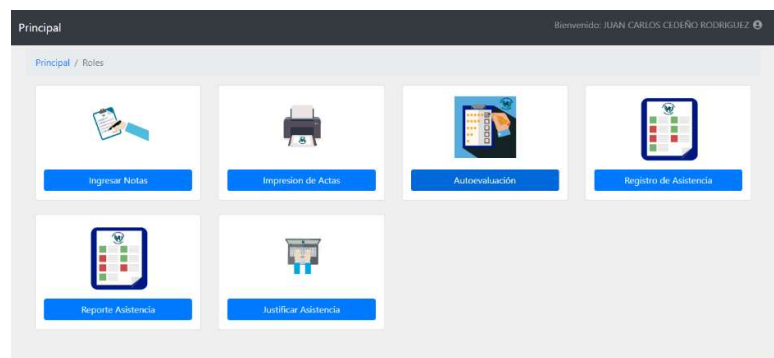 Principal
Bienvenido: JUAN CARLOS CEDEÑO RODRIGUEZ
Principal / Roles
Ingresar Notas
Impresion de Actas
Autoevaluación
Registro de Asistencia
Reporte Asistencia
Justificar Asistencia